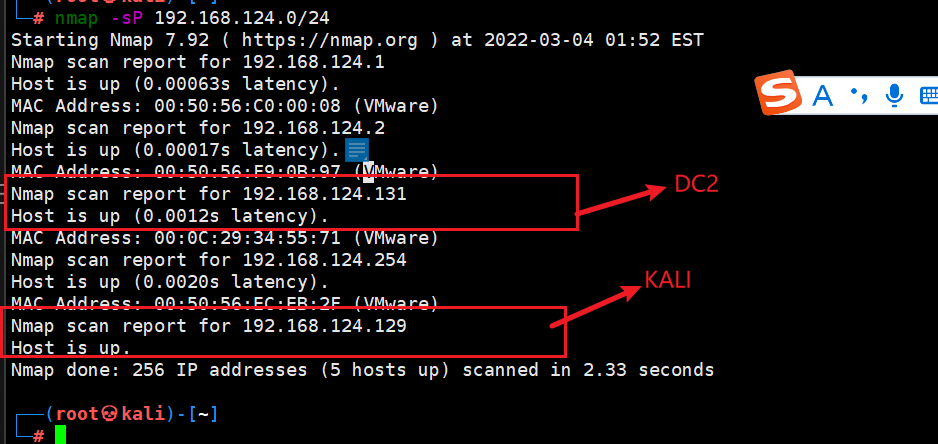 (root㉿kali)-[~]
# nmap -sP 192.168.124.0/24
Starting Nmap 7.92 ( https://nmap.org ) at 2022-03-04 01:52 EST
Nmap scan report for 192.168.124.1
Host is up (0.00063s latency).
MAC Address: 00:50:56:C0:00:08 (VMware)
Nmap scan report for 192.168.124.2
Host is up (0.00017s latency).
MAC Address: 00:50:56:F9:0B:97 (VMware)
Nmap scan report for 192.168.124.131
DC2
Host is up (0.0012s latency).
MAC Address: 00:0C:29:34:55:71 (VMware)
Nmap scan report for 192.168.124.254
Host is up (0.0020s latency).
KALI
MAC Address: 00:50:56:EC:EB:2F (VMware)
Nmap scan report for 192.168.124.129
Host is up.
Nmap done: 256 IP addresses (5 hosts up) scanned in 2.33 seconds
(root㉿kali)-[~]
#
S A